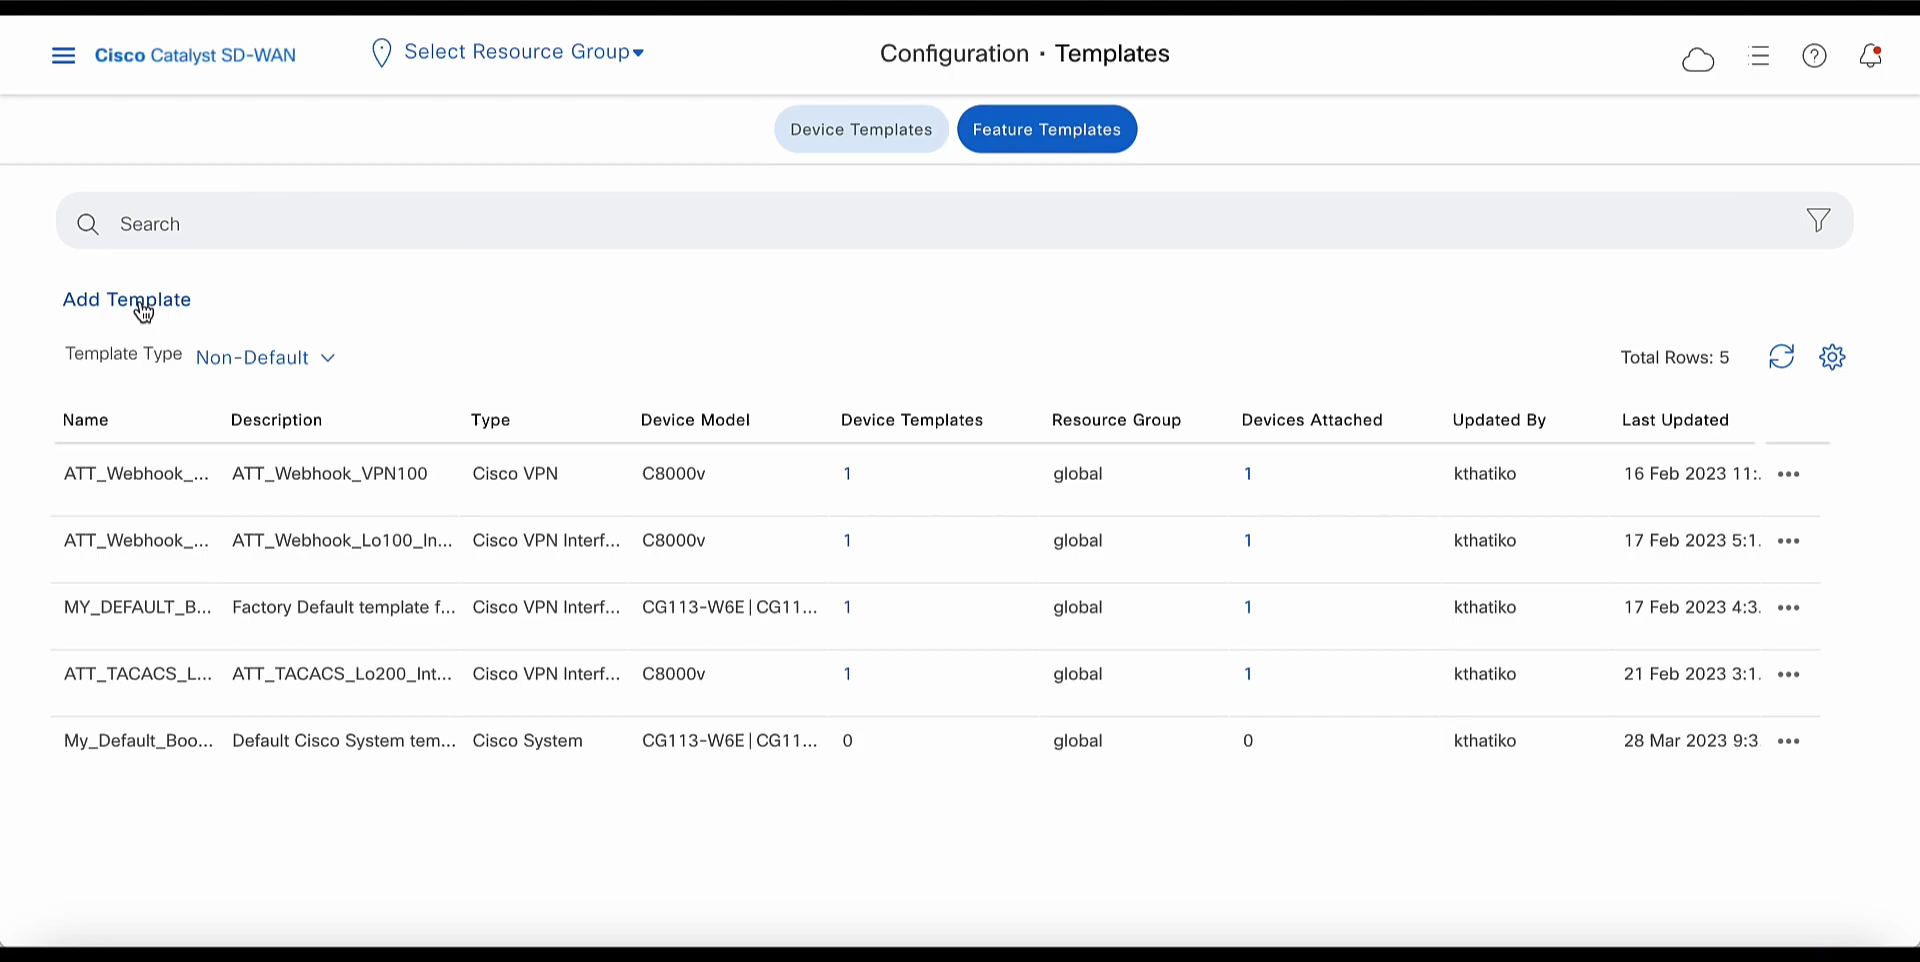 Cisco Catalyst SD-WAN Select Resource Group Configuration · Templates
Device Templates Feature Templates
Search
Add Template
Template Type Non-Default Total Rows: 5
Name Description Type Device Model Device Templates Resource Group Devices Attached Updated By Last Updated
ATT_Webhook_... ATT_Webhook_VPN100 Cisco VPN C8000v 1 global 1 kthatiko 16 Feb 2023 11:. •••
ATT_Webhook_... ATT_Webhook_Lo100_In... Cisco VPN Interf... C8000v 1 global 1 kthatiko 17 Feb 2023 5:1. •••
MY_DEFAULT_B... Factory Default template f... Cisco VPN Interf... CG113-W6E|CG11... 1 global 1 kthatiko 17 Feb 2023 4:3. •••
ATT_TACACS_L... ATT_TACACS_Lo200_Int... Cisco VPN Interf... C8000v 1 global 1 kthatiko 21 Feb 2023 3:1. •••
My_Default_Boo... Default Cisco System tem... Cisco System CG113-W6E|CG11... 0 global 0 kthatiko 28 Mar 2023 9:3 •••